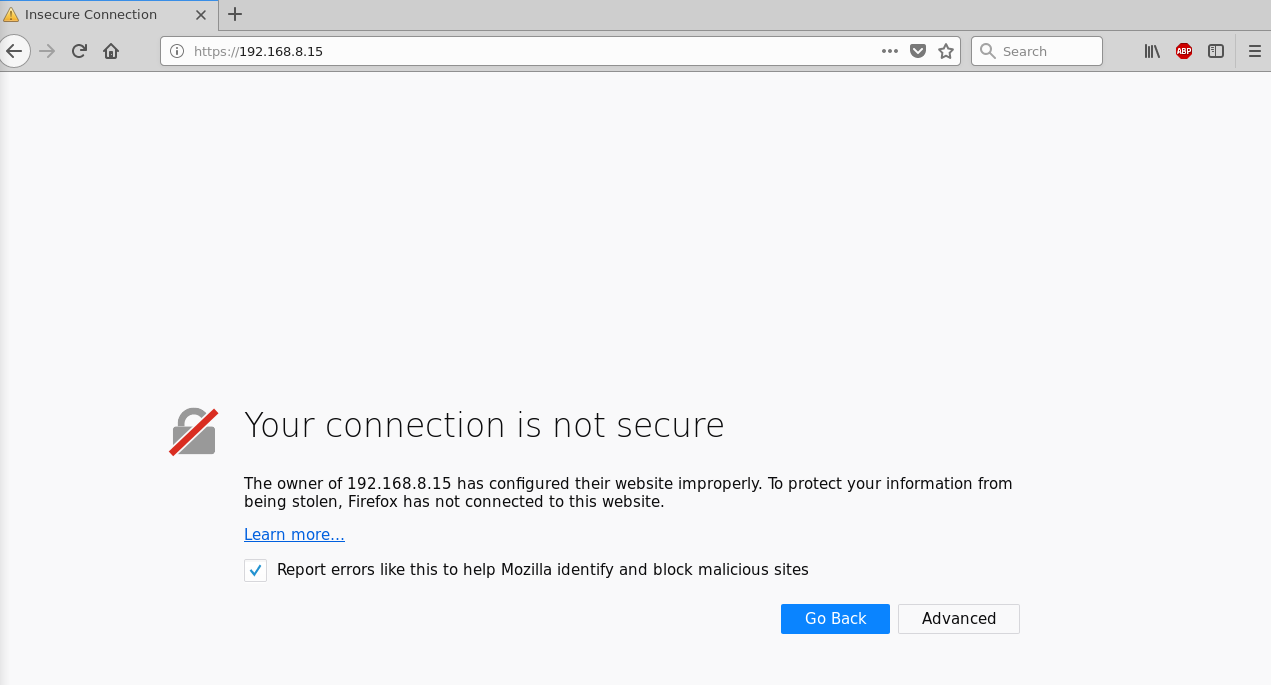 Insecure Connection
https://192.168.8.15
Search
ABP
Your connection is not secure
The owner of 192.168.8.15 has configured their website improperly. To protect your information from
being stolen, Firefox has not connected to this website.
Learn more…
Report errors like this to help Mozilla identify and block malicious sites
Go Back
Advanced